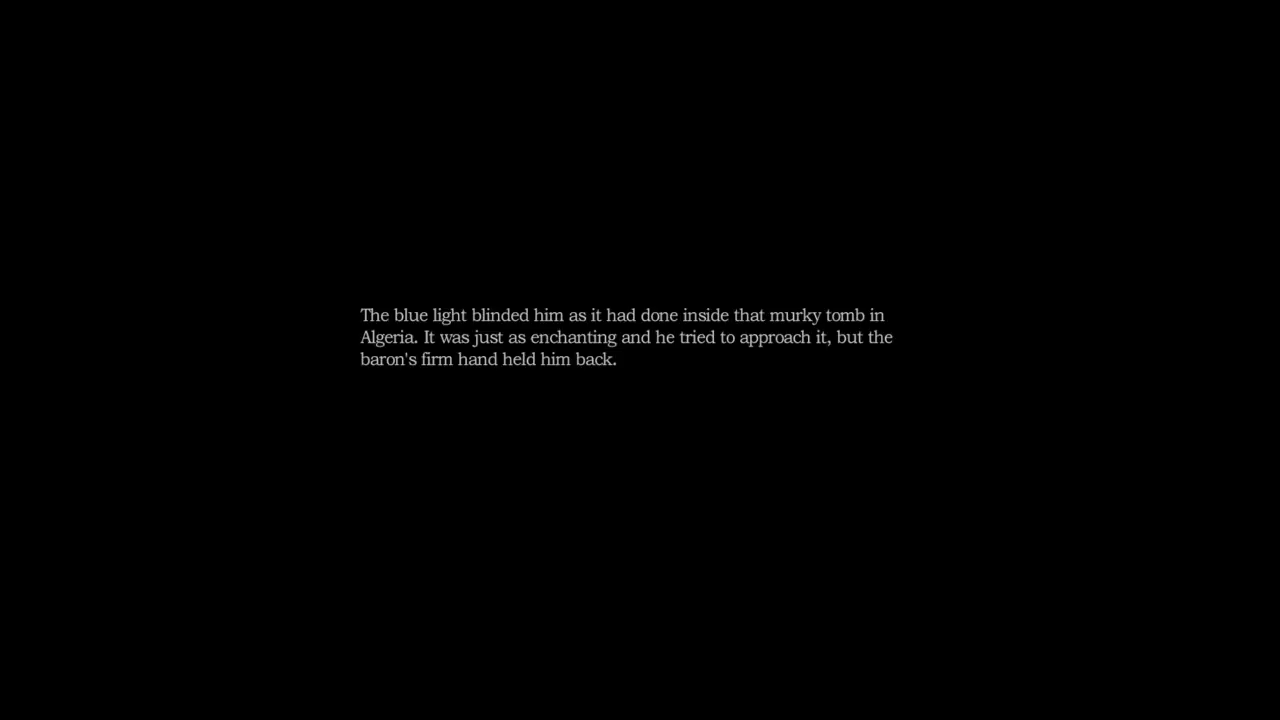 The blue light blinded him as it had done inside that murky tomb in
Algeria. It was just as enchanting and he tried to approach it, but the
baron's firm hand held him back.